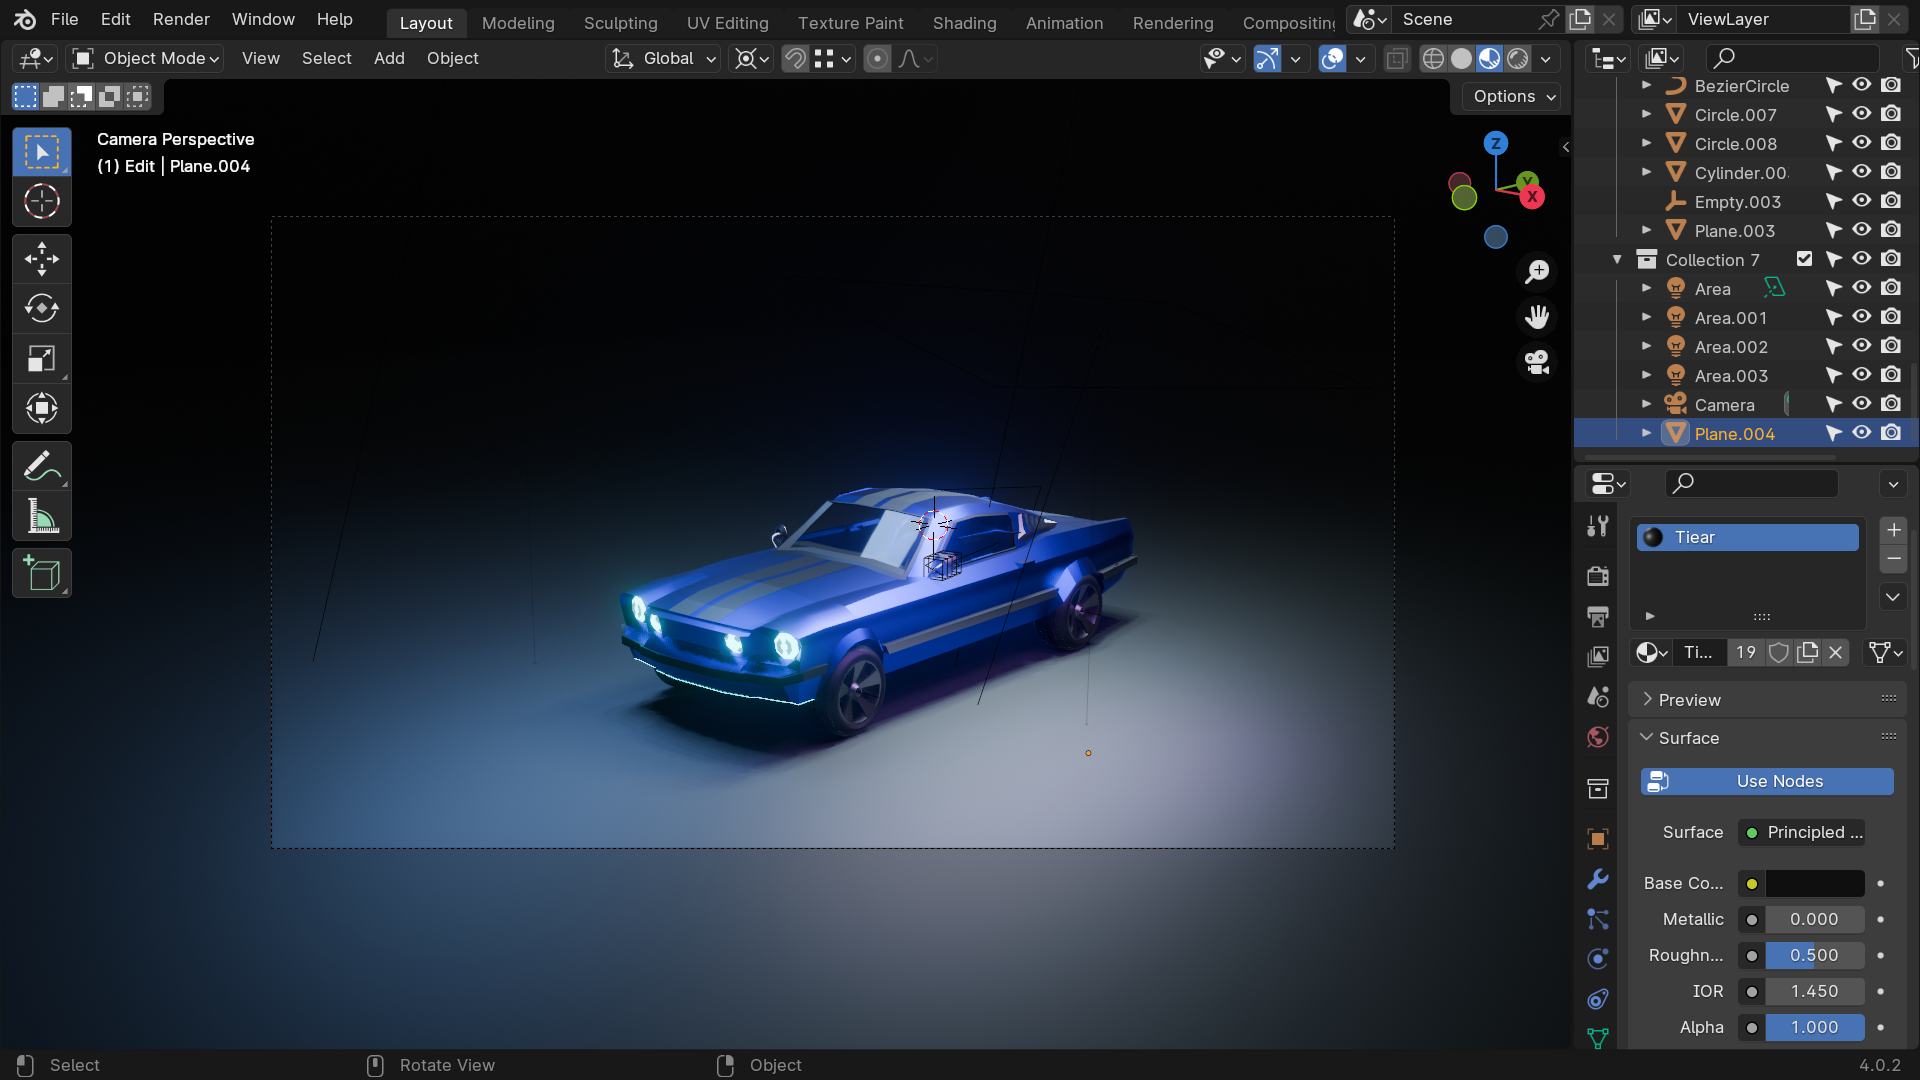 File Edit Render Window Help Layout Modeling Sculpting UV Editing Texture Paint Shading Animation Rendering Compositing Scene ViewLayer
Object Mode View Select Add Object Global
Options
Camera Perspective
(1) Edit | Plane.004
Z
Y
X
BezierCircle
Circle.007
Circle.008
Cylinder.00
Empty.003
Plane.003
Collection 7
Area
Area.001
Area.002
Area.003
Camera
Plane.004
Tiear
Ti... 19
Preview
Surface
Use Nodes
Surface Principled ...
Base Co...
Metallic 0.000
Roughn... 0.500
IOR 1.450
Alpha 1.000
Select Rotate View Object 4.0.2